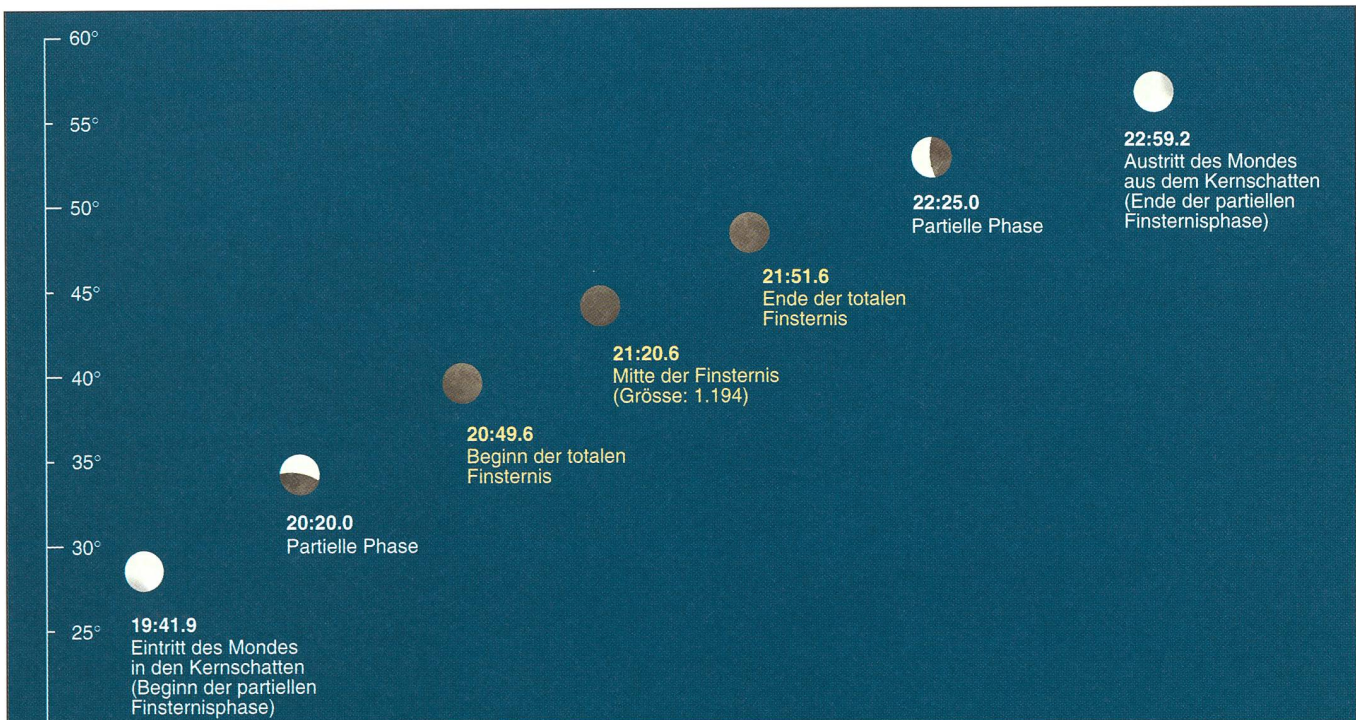 60°
55°
50°
45°
40°
35°
30°
25°
22:59.2
Austritt des Mondes
aus dem Kernschatten
(Ende der partiellen
Finsternisphase)
22:25.0
Partielle Phase
21:51.6
Ende der totalen
Finsternis
21:20.6
Mitte der Finsternis
(Grösse: 1.194)
20:49.6
Beginn der totalen
Finsternis
20:20.0
Partielle Phase
19:41.9
Eintritt des Mondes
in den Kernschatten
(Beginn der partiellen
Finsternisphase)